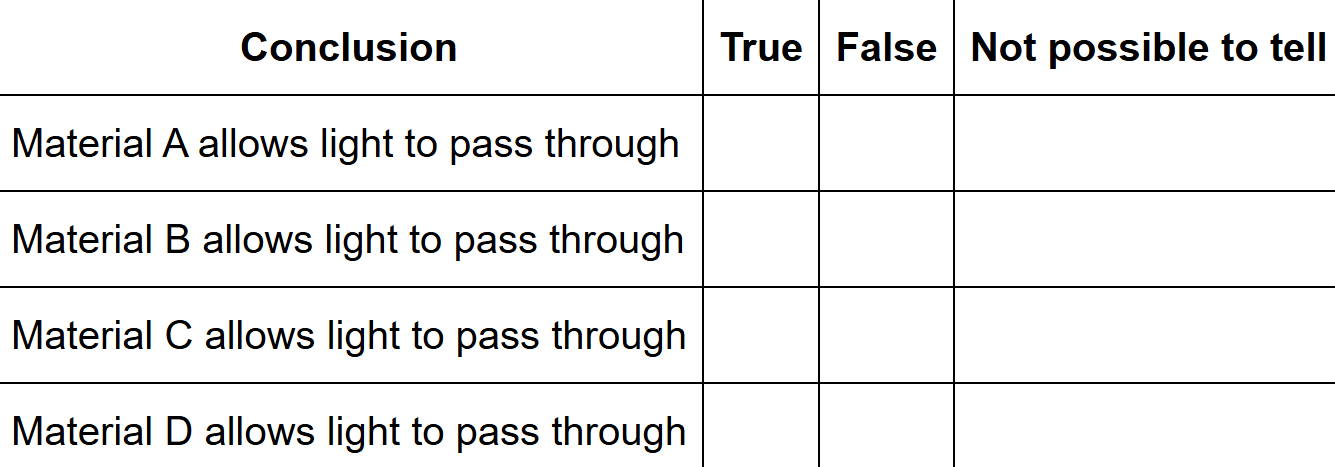 Conclusion True False Not possible to tell
Material A allows light to pass through
Material B allows light to pass through
Material C allows light to pass through
Material D allows light to pass through